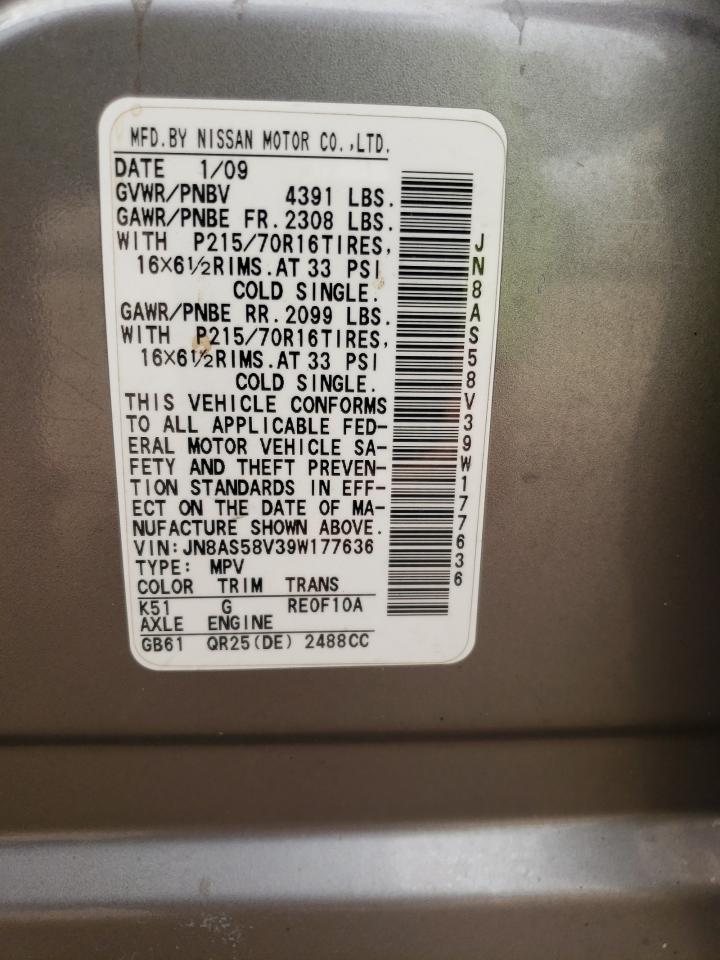 MFD.BY NISSAN MOTOR CO.,LTD.
DATE 1/09
GVWR/PNBV 4391 LBS.
GAWR/PNBE FR.2308 LBS.
WITH P215/70R16TIRES,
16X6½RIMS.AT 33 PSI
COLD SINGLE.
GAWR/PNBE RR.2099 LBS.
WITH P215/70R16TIRES,
16X6½RIMS.AT 33 PSI
COLD SINGLE.
THIS VEHICLE CONFORMS
TO ALL APPLICABLE FED-
ERAL MOTOR VEHICLE SA-
FETY AND THEFT PREVEN-
TION STANDARDS IN EFF-
ECT ON THE DATE OF MA-
NUFACTURE SHOWN ABOVE.
VIN:JN8AS58V39W177636
TYPE: MPV
COLOR TRIM TRANS
K51 G RE0F10A
AXLE ENGINE
GB61 QR25(DE) 2488CC
JN8AS58V39W177636